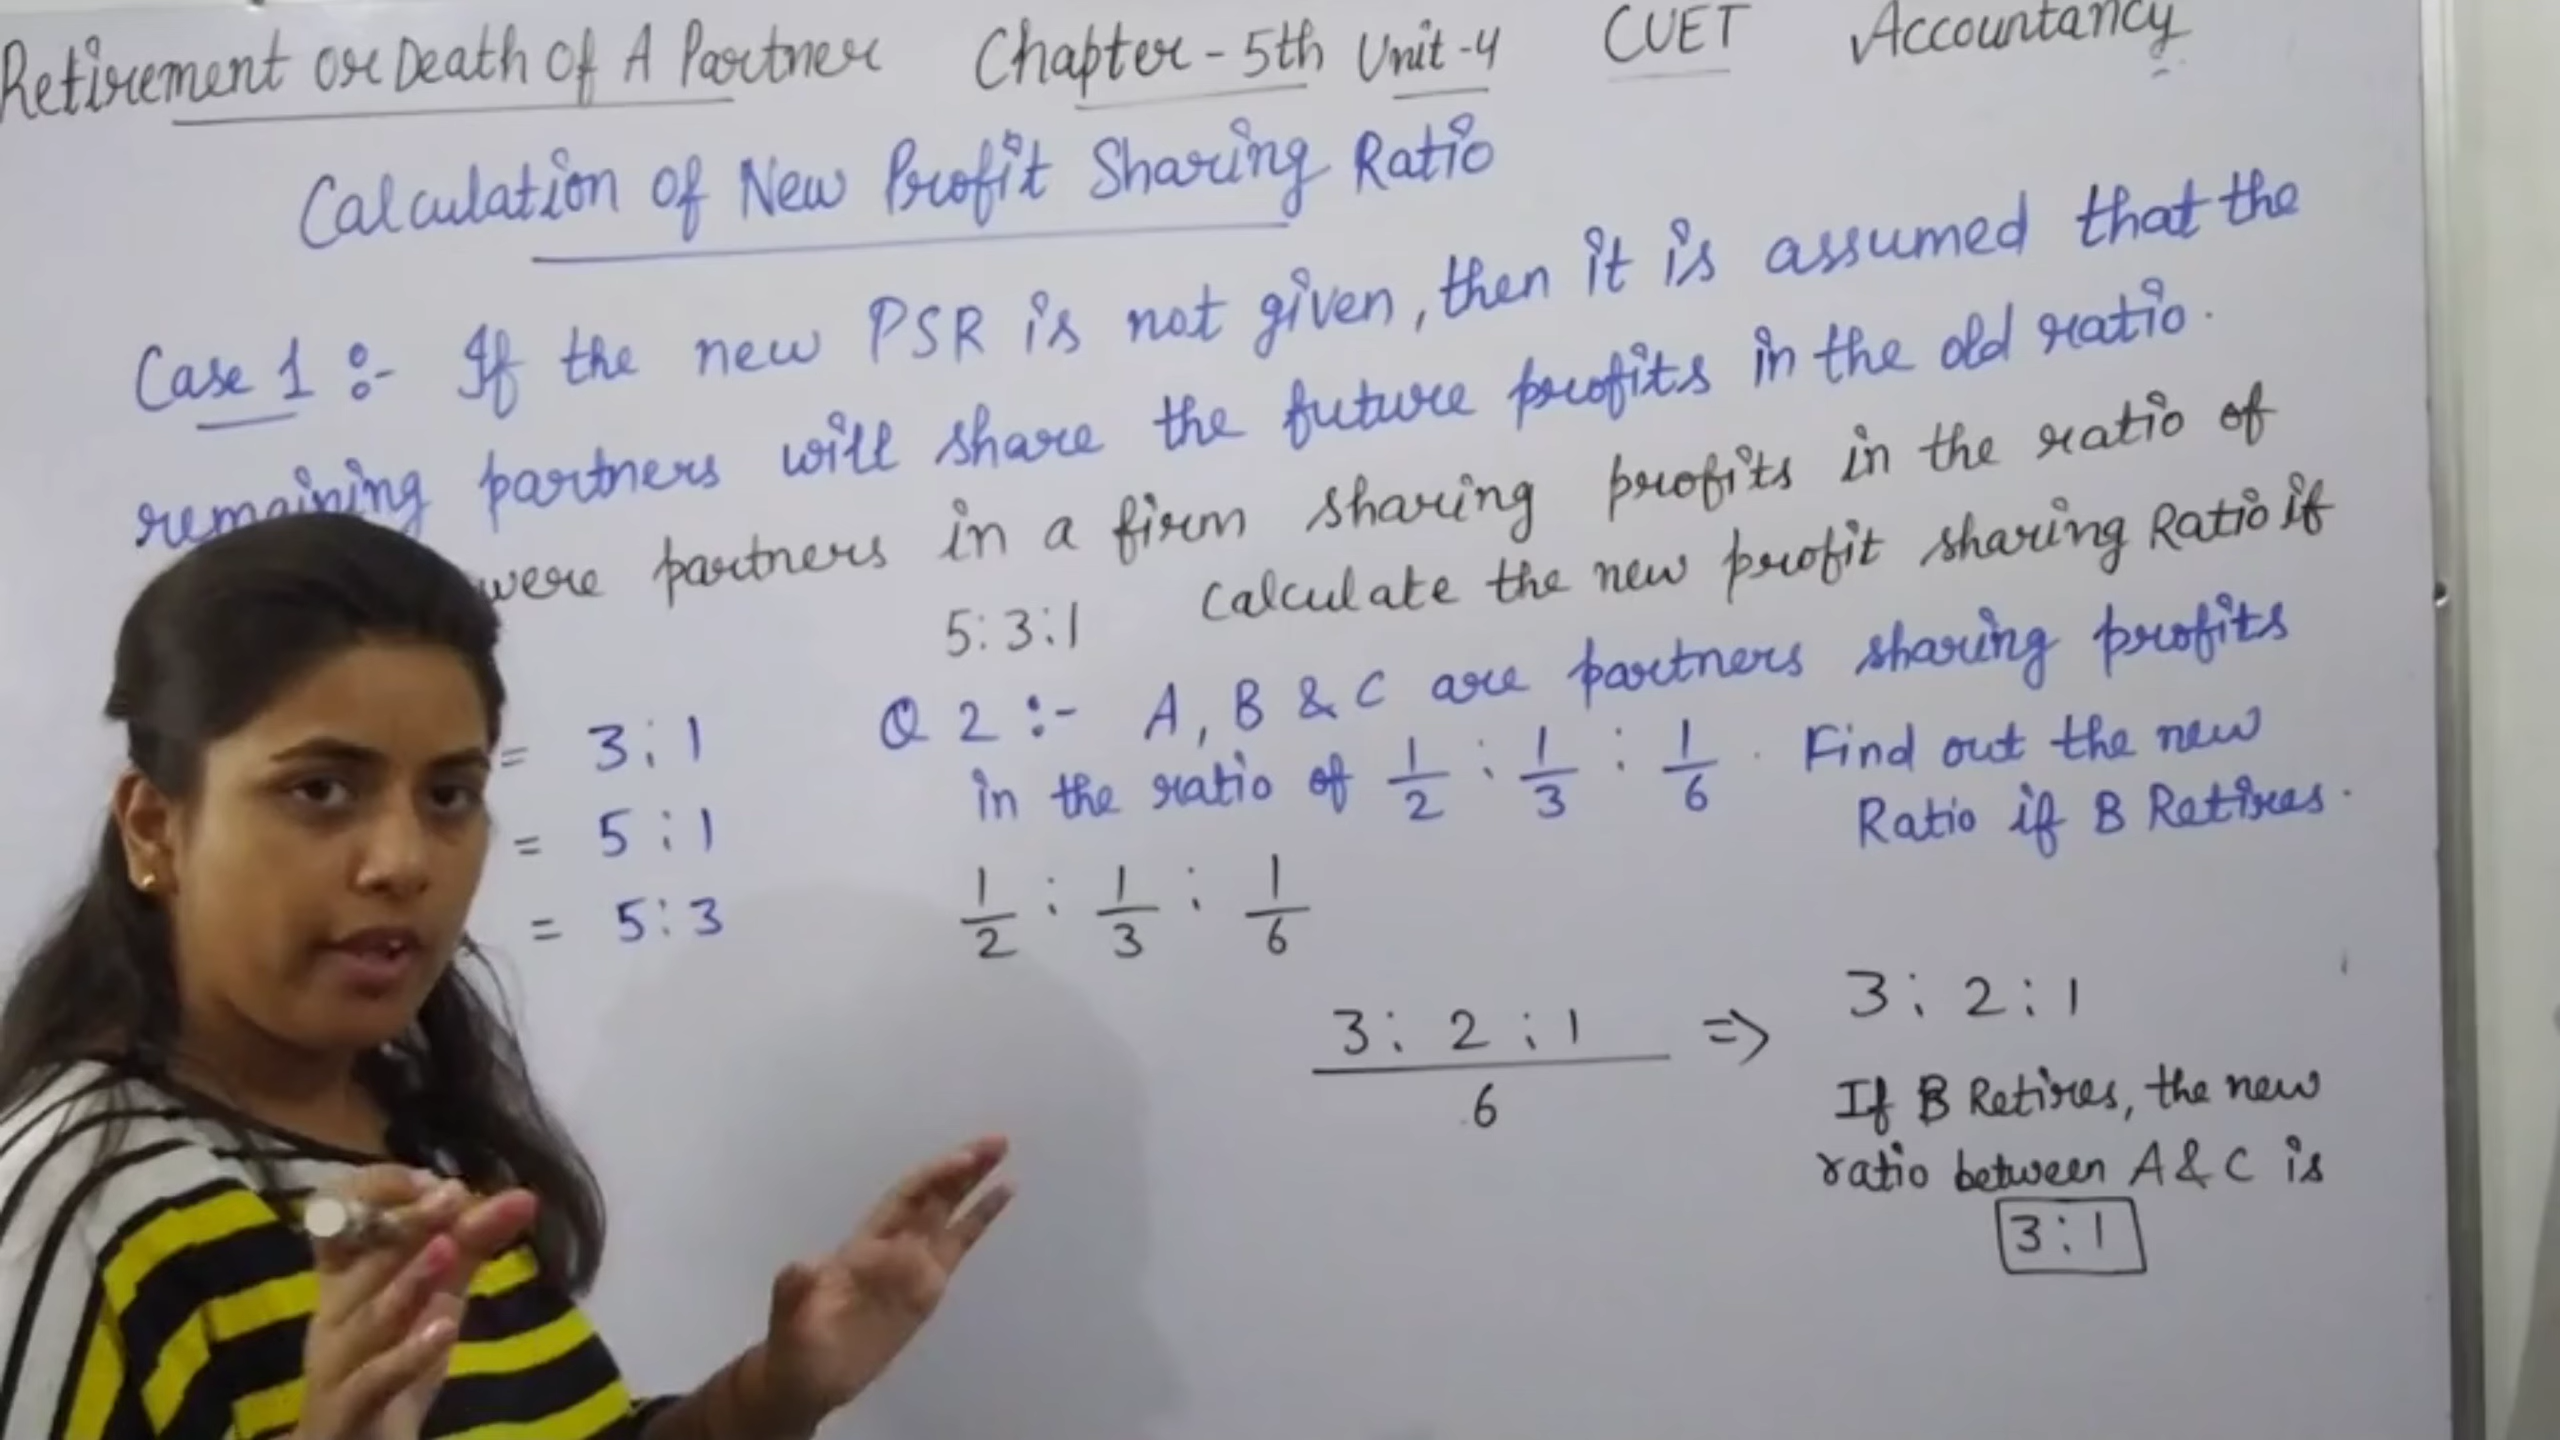 Retirement or Death Of A Partner Chapter - 5th Unit - 4 CUET Accountancy
Calculation of New Profit Sharing Ratio
Case 1 :- If the new PSR is not given, then it is assumed that the
remaining partners will share the future profits in the old ratio.
were partners in a firm sharing profits in the ratio of
5:3:1 Calculate the new profit sharing Ratio if
= 3:1
= 5:1
= 5:3
Q 2 :- A, B & C are partners sharing profits
in the ratio of 1/2 : 1/3 : 1/6 . Find out the new
Ratio if B Retires.
1/2 : 1/3 : 1/6
3 : 2 : 1 / 6 => 3 : 2 : 1
If B Retires, the new
ratio between A & C is
3:1